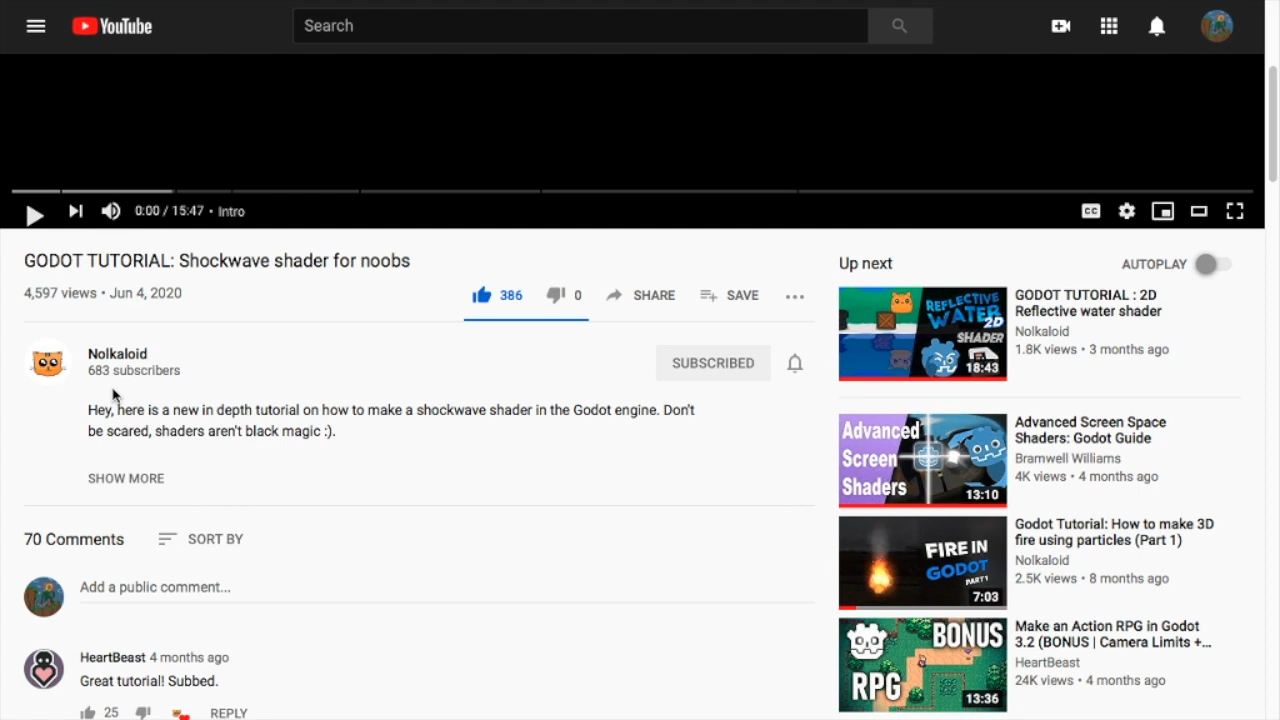 YouTube
Search
0:00 / 15:47 • Intro
CC
GODOT TUTORIAL: Shockwave shader for noobs
4,597 views • Jun 4, 2020
386
0
SHARE
SAVE
Nolkaloid
683 subscribers
SUBSCRIBED
Hey, here is a new in depth tutorial on how to make a shockwave shader in the Godot engine. Don't
be scared, shaders aren't black magic :).
SHOW MORE
70 Comments
SORT BY
Add a public comment...
HeartBeast 4 months ago
Great tutorial! Subbed.
25
REPLY
Up next
AUTOPLAY
REFLECTIVE
WATER
2D
SHADER
18:43
GODOT TUTORIAL : 2D
Reflective water shader
Nolkaloid
1.8K views • 3 months ago
Advanced
Screen
Shaders
13:10
Advanced Screen Space
Shaders: Godot Guide
Bramwell Williams
4K views • 4 months ago
FIRE IN
GODOT
PART 1
7:03
Godot Tutorial: How to make 3D
fire using particles (Part 1)
Nolkaloid
2.5K views • 8 months ago
BONUS
RPG
13:36
Make an Action RPG in Godot
3.2 (BONUS | Camera Limits +...
HeartBeast
24K views • 4 months ago